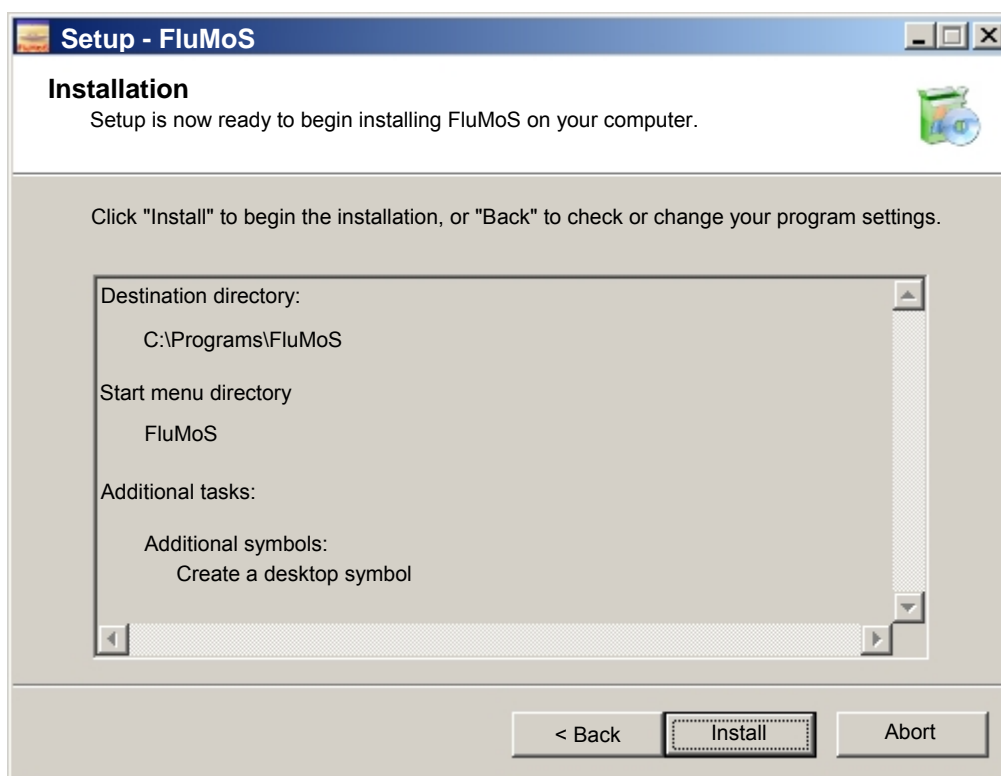 Setup - FluMoS
Installation
Setup is now ready to begin installing FluMoS on your computer.
Click "Install" to begin the installation, or "Back" to check or change your program settings.
Destination directory:
C:\Programs\FluMoS
Start menu directory
FluMoS
Additional tasks:
Additional symbols:
Create a desktop symbol
< Back
Install
Abort